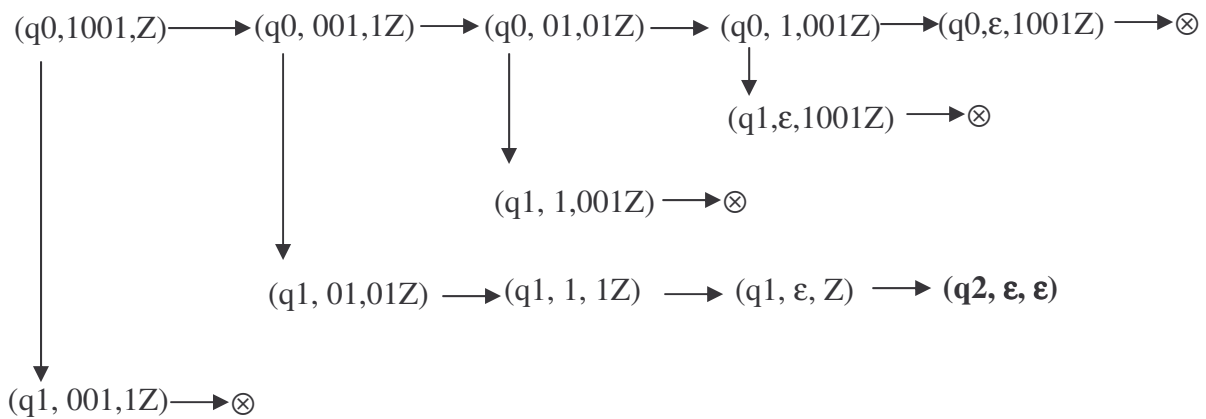 (q0,1001,Z) (q0, 001,1Z) (q0, 01,01Z) (q0, 1,001Z) (q0,ε,1001Z) ⊗
(q1,ε,1001Z) ⊗
(q1, 1,001Z) ⊗
(q1, 01,01Z) (q1, 1, 1Z) (q1, ε, Z) (q2, ε, ε)
(q1, 001,1Z) ⊗